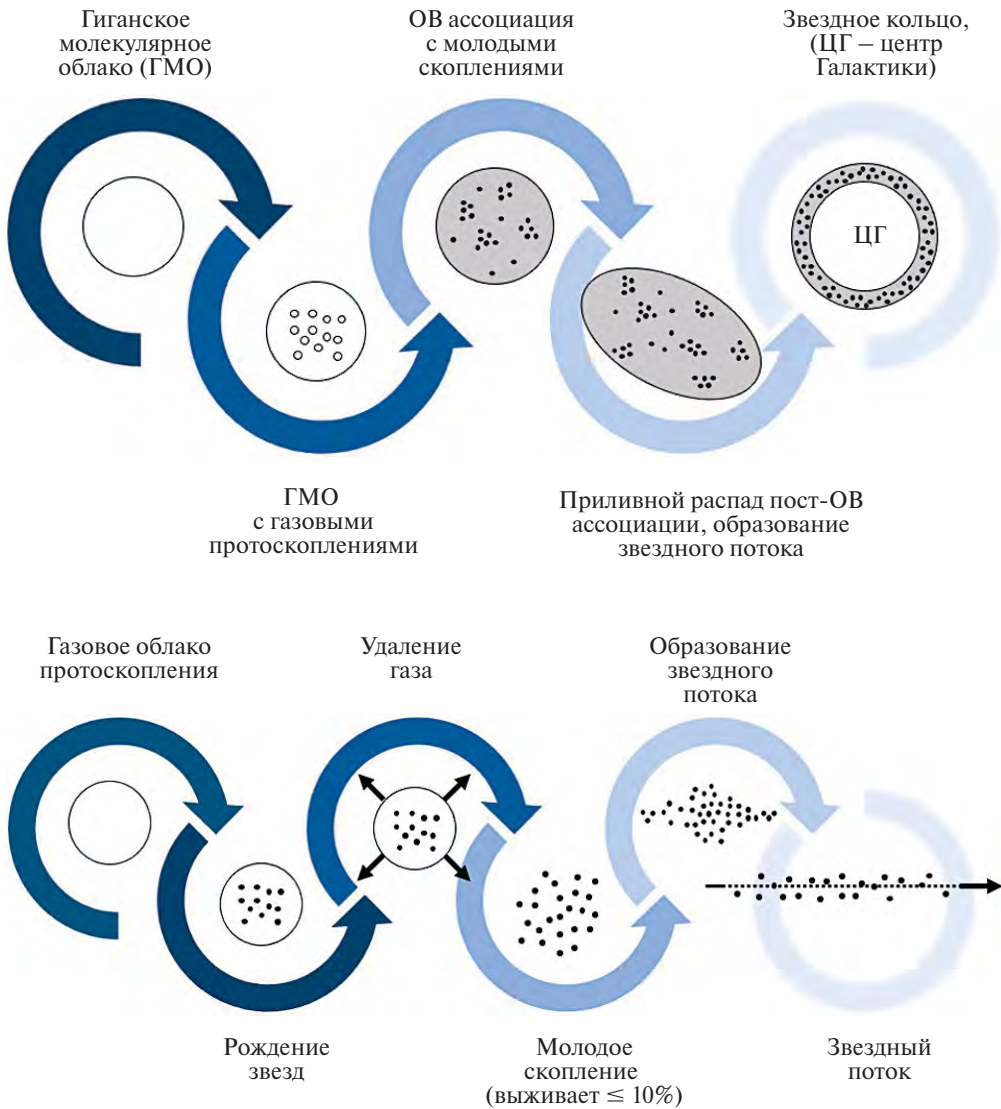 Гиганское
молекулярное
облако (ГМО)
ОВ ассоциация
с молодыми
скоплениями
Звездное кольцо,
(ЦГ – центр
Галактики)
ЦГ
ГМО
с газовыми
протоскоплениями
Приливной распад пост-ОВ
ассоциации, образование
звездного потока
Газовое облако
протоскопления
Удаление
газа
Образование
звездного
потока
Рождение
звезд
Молодое
скопление
(выживает ≤ 10%)
Звездный
поток